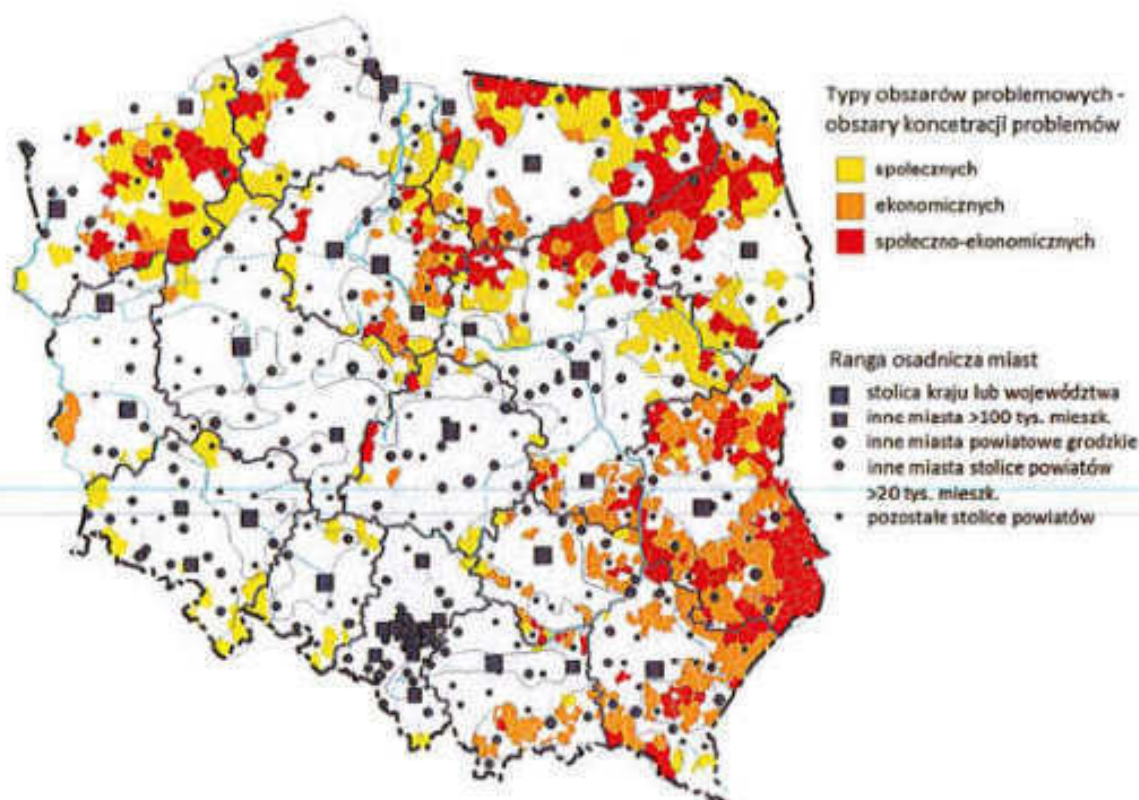 Typy obszarów problemowych -
obszary koncetracji problemów
społecznych
ekonomicznych
społeczno-ekonomicznych
Ranga osadnicza miast
stolica kraju lub województwa
inne miasta >100 tys. mieszk.
inne miasta powiatowe grodzkie
inne miasta stolice powiatów
>20 tys. mieszk.
pozostałe stolice powiatów